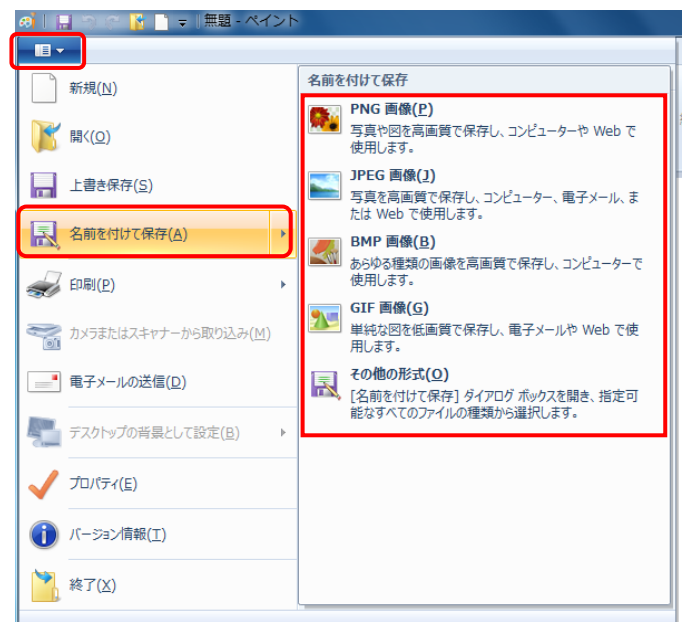 無題 - ペイント
新規(N)
開く(O)
上書き保存(S)
名前を付けて保存(A)
印刷(P)
カメラまたはスキャナーから取り込み(M)
電子メールの送信(D)
デスクトップの背景として設定(B)
プロパティ(E)
バージョン情報(T)
終了(X)
名前を付けて保存
PNG 画像(P)
写真や図を高画質で保存し、コンピューターや Web で
使用します。
JPEG 画像(J)
写真を高画質で保存し、コンピューター、電子メール、ま
たは Web で使用します。
BMP 画像(B)
あらゆる種類の画像を高画質で保存し、コンピューターで
使用します。
GIF 画像(G)
単純な図を低画質で保存し、電子メールや Web で使
用します。
その他の形式(O)
[名前を付けて保存] ダイアログ ボックスを開き、指定可
能なすべてのファイルの種類から選択します。